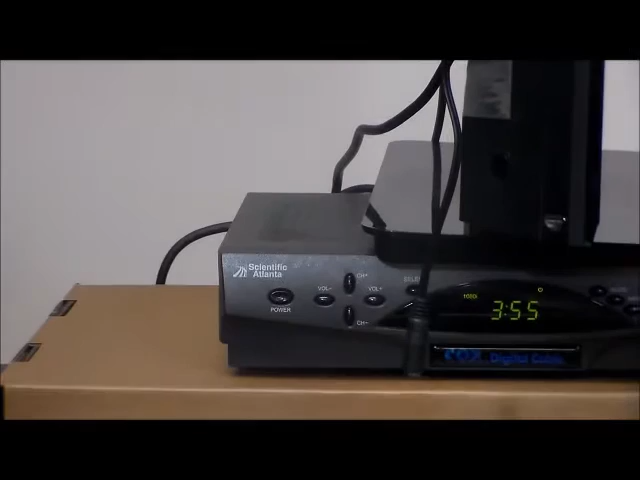 Scientific
Atlanta
POWER
VOL-
CH+
CH-
VOL+
3:55
COX Digital Cable